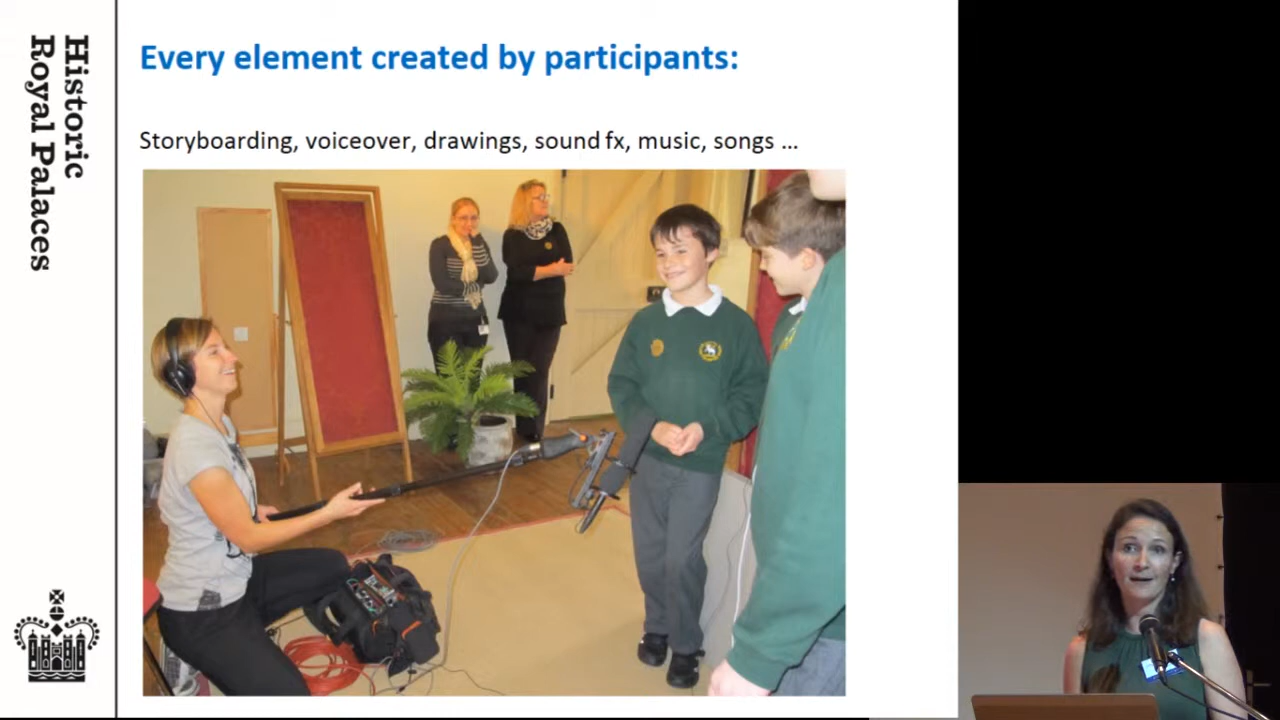 Historic
Royal Palaces
Every element created by participants:
Storyboarding, voiceover, drawings, sound fx, music, songs ...